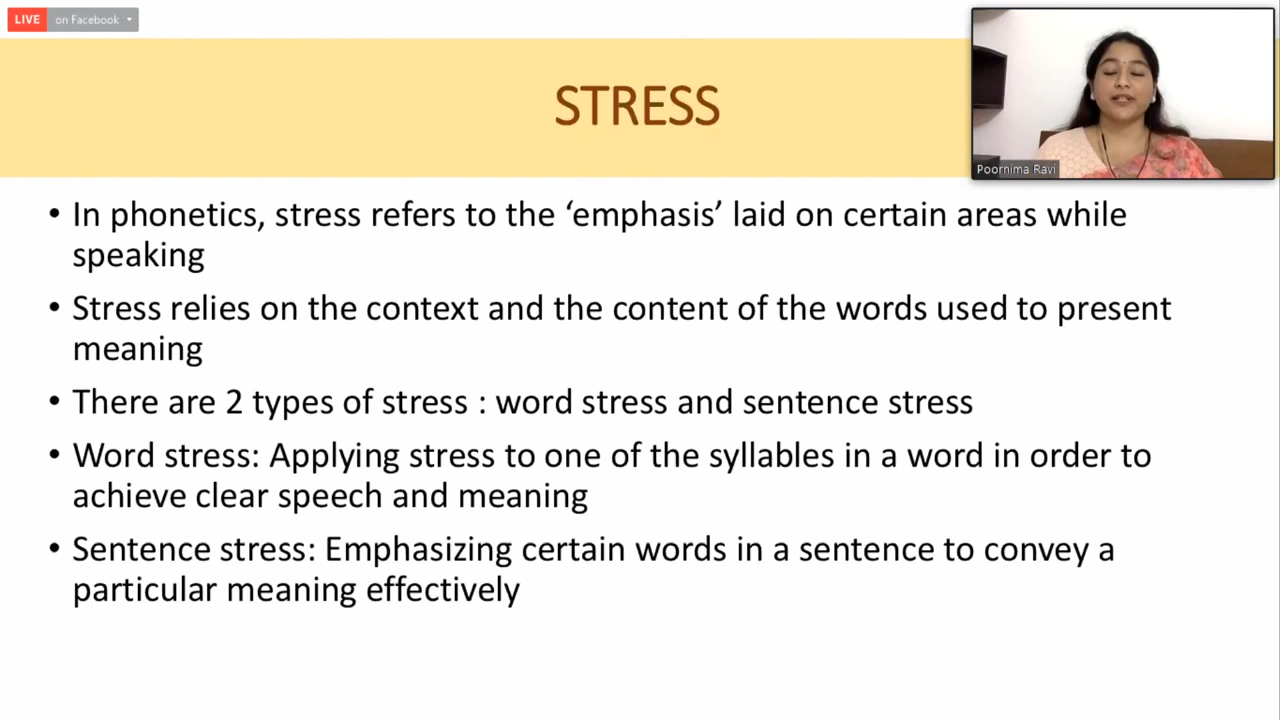 LIVE on Facebook
STRESS
Poornima Ravi
• In phonetics, stress refers to the ‘emphasis’ laid on certain areas while
speaking
• Stress relies on the context and the content of the words used to present
meaning
• There are 2 types of stress : word stress and sentence stress
• Word stress: Applying stress to one of the syllables in a word in order to
achieve clear speech and meaning
• Sentence stress: Emphasizing certain words in a sentence to convey a
particular meaning effectively